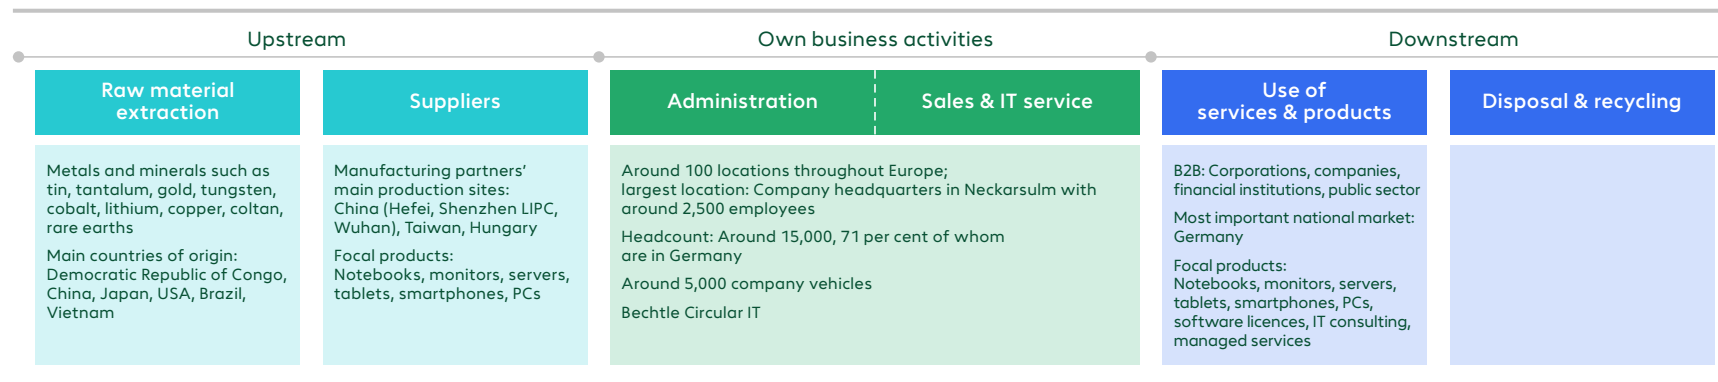 Upstream
Own business activities
Downstream
Raw material
extraction
Suppliers
Administration
Sales & IT service
Use of
services & products
Disposal & recycling
Metals and minerals such as
tin, tantalum, gold, tungsten,
cobalt, lithium, copper, coltan,
rare earths
Main countries of origin:
Democratic Republic of Congo,
China, Japan, USA, Brazil,
Vietnam
Manufacturing partners’
main production sites:
China (Hefei, Shenzhen LIPC,
Wuhan), Taiwan, Hungary
Focal products:
Notebooks, monitors, servers,
tablets, smartphones, PCs
Around 100 locations throughout Europe;
largest location: Company headquarters in Neckarsulm with
around 2,500 employees
Headcount: Around 15,000, 71 per cent of whom
are in Germany
Around 5,000 company vehicles
Bechtle Circular IT
B2B: Corporations, companies,
financial institutions, public sector
Most important national market:
Germany
Focal products:
Notebooks, monitors, servers,
tablets, smartphones, PCs,
software licences, IT consulting,
managed services